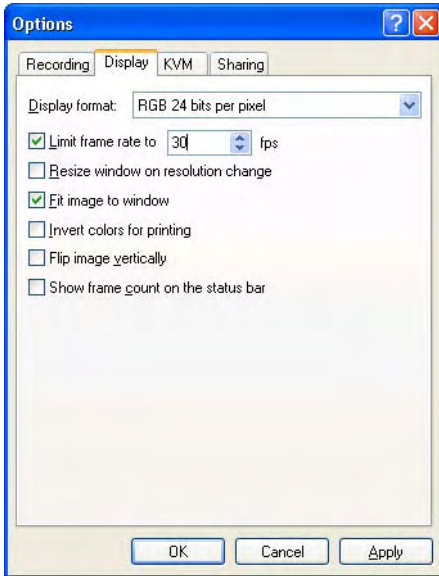 Options
Recording Display KVM Sharing
Display format: RGB 24 bits per pixel
Limit frame rate to 30 fps
Resize window on resolution change
Fit image to window
Invert colors for printing
Flip image vertically
Show frame count on the status bar
OK Cancel Apply